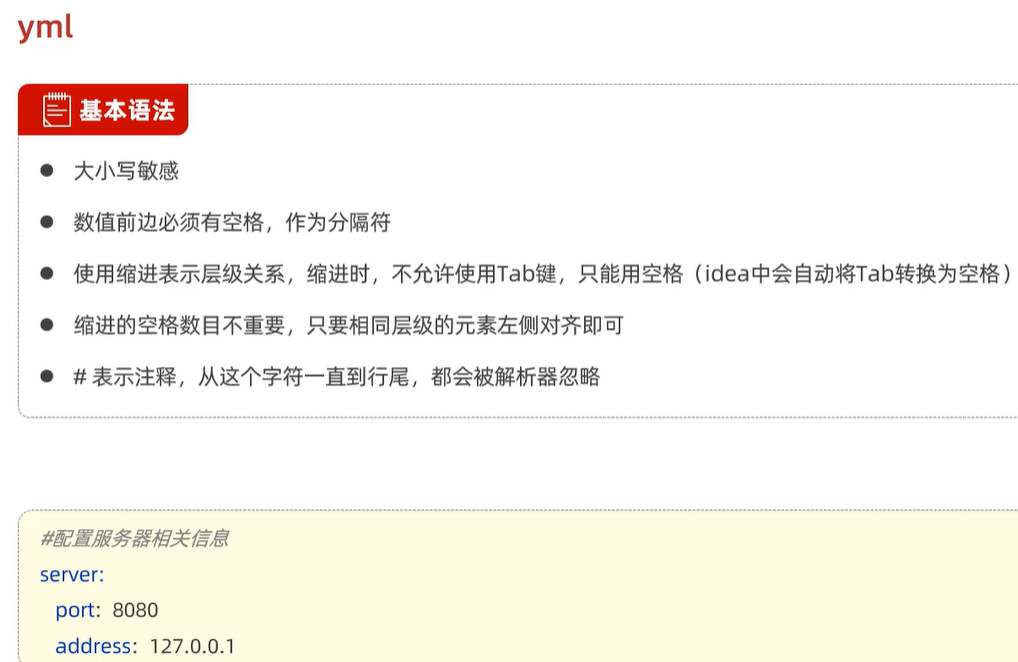 yml
基本语法
● 大小写敏感
● 数值前边必须有空格，作为分隔符
● 使用缩进表示层级关系，缩进时，不允许使用Tab键，只能用空格（idea中会自动将Tab转换为空格）
● 缩进的空格数目不重要，只要相同层级的元素左侧对齐即可
● # 表示注释，从这个字符一直到行尾，都会被解析器忽略
#配置服务器相关信息
server:
  port: 8080
  address: 127.0.0.1